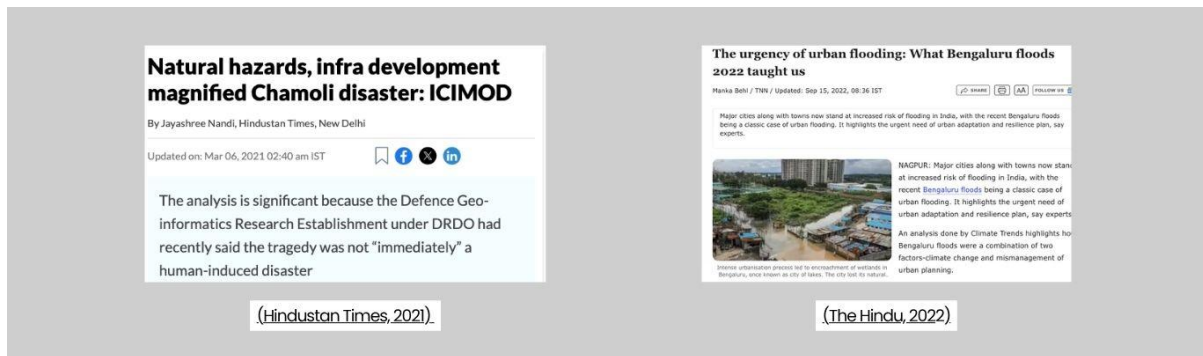 Natural hazards, infra development
magnified Chamoli disaster: ICIMOD
By Jayashree Nandi, Hindustan Times, New Delhi
Updated on: Mar 06, 2021 02:40 am IST
The analysis is significant because the Defence Geo-
informatics Research Establishment under DRDO had
recently said the tragedy was not “immediately” a
human-induced disaster
(Hindustan Times, 2021)
The urgency of urban flooding: What Bengaluru floods
2022 taught us
Manka Behl / TNN / Updated: Sep 15, 2022, 08:36 IST
SHARE AA FOLLOW US
Major cities along with towns now stand at increased risk of flooding in India, with the recent Bengaluru floods
being a classic case of urban flooding. It highlights the urgent need of urban adaptation and resilience plan, say
experts.
NAGPUR: Major cities along with towns now stand
at increased risk of flooding in India, with the
recent Bengaluru floods being a classic case of
urban flooding. It highlights the urgent need of
urban adaptation and resilience plan, say experts
An analysis done by Climate Trends highlights ho
Bengaluru floods were a combination of two
factors-climate change and mismanagement of
urban planning.
Intense urbanisation process led to encroachment of wetlands in
Bengaluru, once known as city of lakes. The city lost its natural.
(The Hindu, 2022)